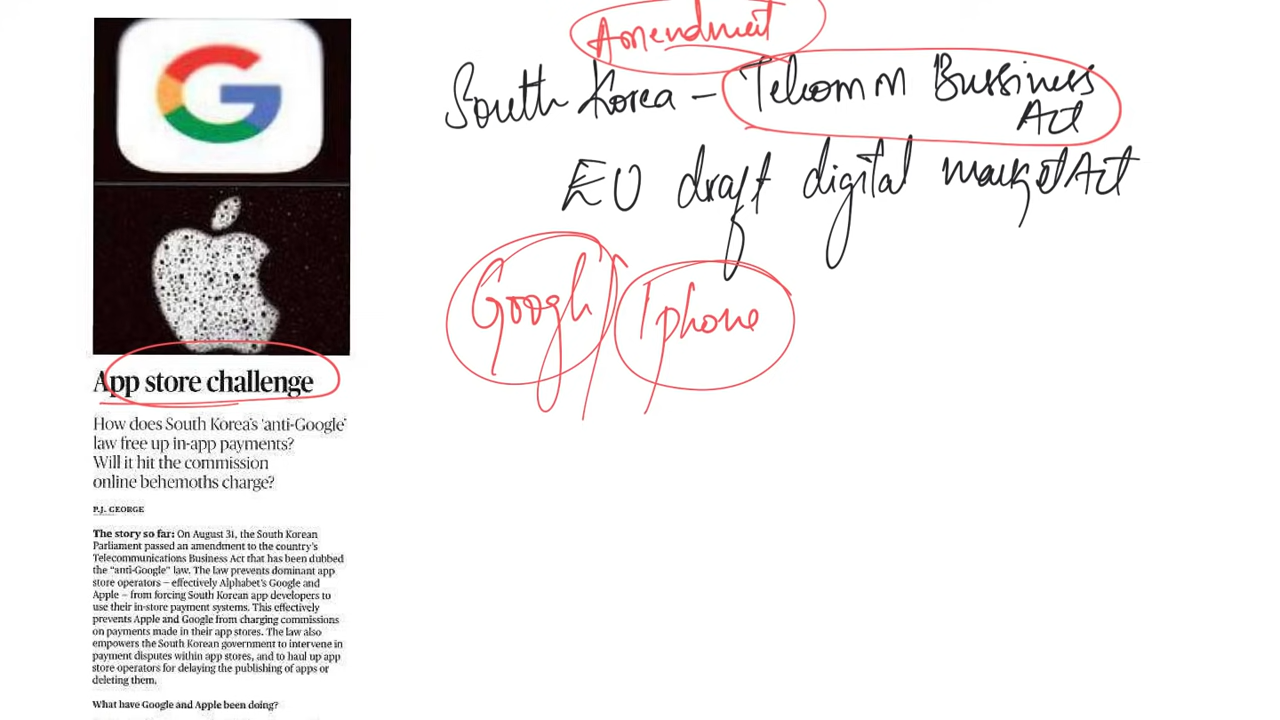 App store challenge
How does South Korea's 'anti-Google'
law free up in-app payments?
Will it hit the commission
online behemoths charge?
P.J. GEORGE
The story so far: On August 31, the South Korean
Parliament passed an amendment to the country's
Telecommunications Business Act that has been dubbed
the "anti-Google" law. The law prevents dominant app
store operators – effectively Alphabet's Google and
Apple – from forcing South Korean app developers to
use their in-store payment systems. This effectively
prevents Apple and Google from charging commissions
on payments made in their app stores. The law also
empowers the South Korean government to intervene in
payment disputes within app stores, and to haul up app
store operators for delaying the publishing of apps or
deleting them.
What have Google and Apple been doing?
Amendment
South Korea – Telecomm Bussiness
Act
EU draft digital market Act
Google Iphone